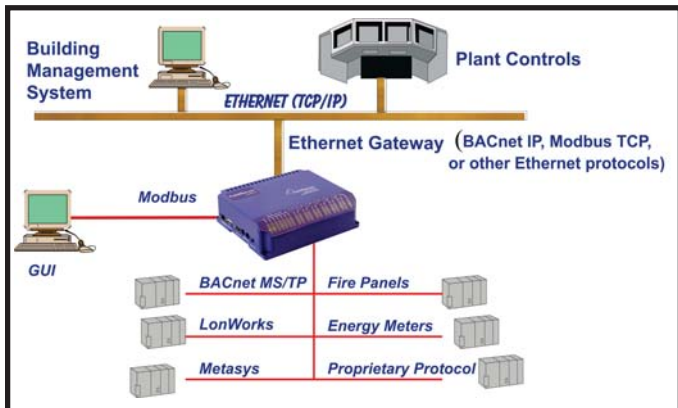 Building
Management
System
Plant Controls
ETHERNET (TCP/IP)
Ethernet Gateway (BACnet IP, Modbus TCP,
or other Ethernet protocols)
Modbus
GUI
BACnet MS/TP
Fire Panels
LonWorks
Energy Meters
Metasys
Proprietary Protocol